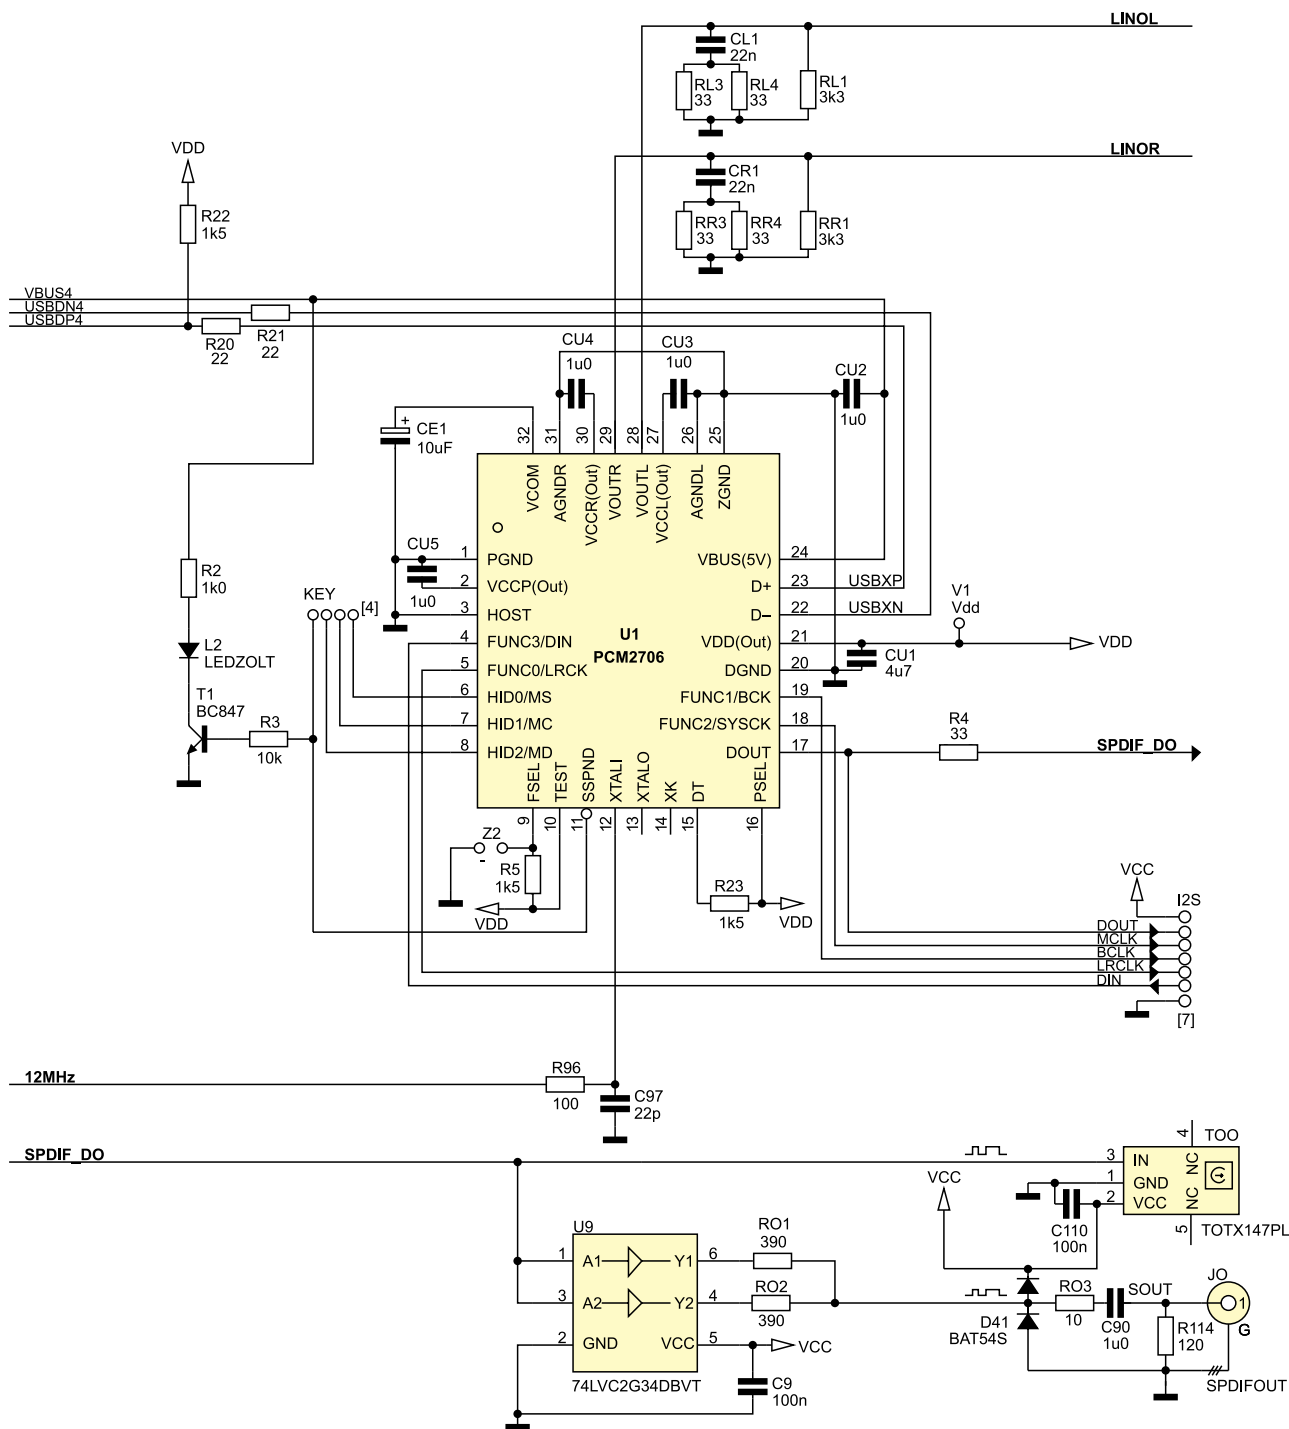 LINOL
CL1
22n
RL3
33
RL4
33
RL1
3k3
LINOR
CR1
22n
RR3
33
RR4
33
RR1
3k3
VDD
R22
1k5
VBUS4
USBDN4
USBDP4
R20
22
R21
22
CU4
1u0
CU3
1u0
CU2
1u0
CE1
+
10uF
32
31
30
29
28
27
26
25
VCOM
AGNDR
VCCR(Out)
VOUTR
VOUTL
VCCL(Out)
AGNDL
ZGND
CU5
1u0
1 PGND
2 VCCP(Out)
3 HOST
4 FUNC3/DIN
5 FUNC0/LRCK
6 HID0/MS
7 HID1/MC
8 HID2/MD
U1
PCM2706
VBUS(5V) 24
D+ 23 USBXP
D– 22 USBXN
VDD(Out) 21
DGND 20
FUNC1/BCK 19
FUNC2/SYSCK 18
DOUT 17
V1
Vdd
VDD
CU1
4u7
R2
1k0
KEY
[4]
L2
LEDZOLT
T1
BC847
R3
10k
R4
33
SPDIF_DO
FSEL
TEST
SSPND
XTALI
XTALO
XK
DT
PSEL
9
10
11
12
13
14
15
16
Z2
-
R5
1k5
VDD
R23
1k5
VDD
VCC
I2S
DOUT
MCLK
BCLK
LRCLK
DIN
[7]
12MHz
R96
100
C97
22p
SPDIF_DO
TOO
4
3 IN
1 GND
2 VCC
NC
NC
5
TOTX147PL
VCC
C110
100n
U9
1 A1 Y1 6
3 A2 Y2 4
2 GND VCC 5
74LVC2G34DBVT
RO1
390
RO2
390
VCC
C9
100n
D41
BAT54S
RO3
10
C90
1u0
SOUT
R114
120
JO
1
G
SPDIFOUT